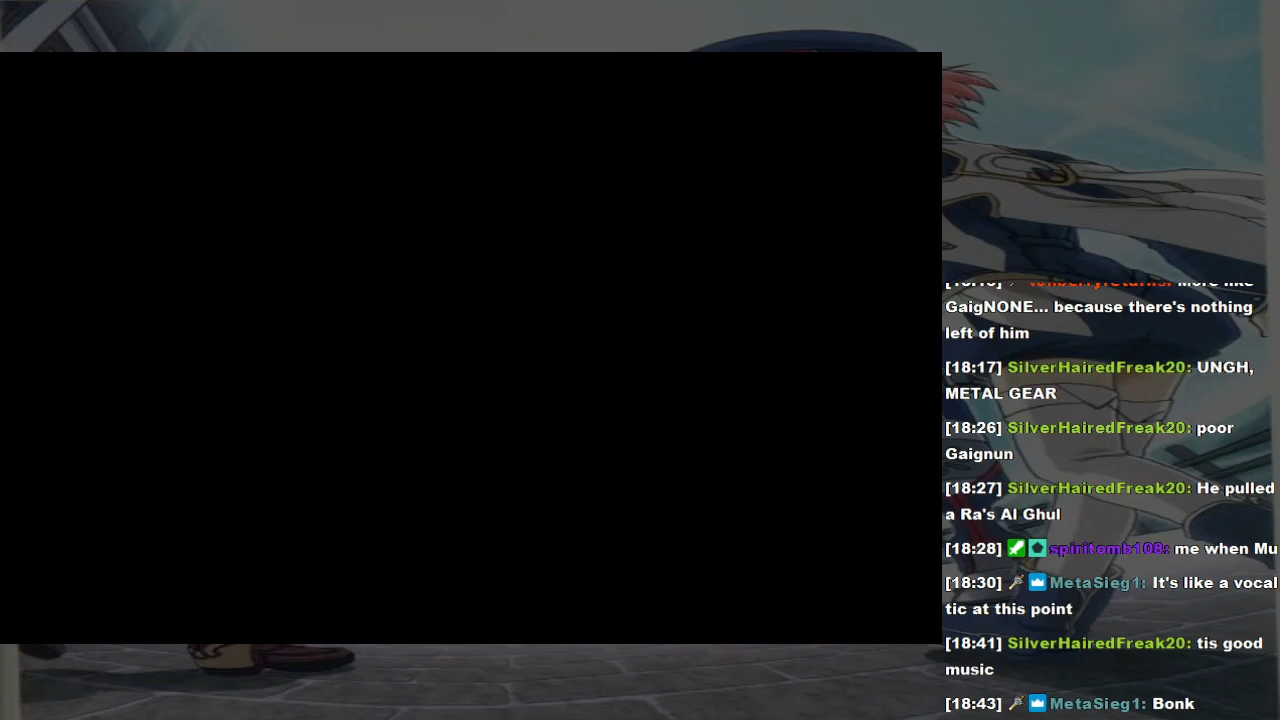 more like
GaigNONE... because there's nothing
left of him
[18:17] SilverHairedFreak20: UNGH,
METAL GEAR
[18:26] SilverHairedFreak20: poor
Gaignun
[18:27] SilverHairedFreak20: He pulled
a Ra's Al Ghul
[18:28] spiritomb108: me when Mu
[18:30] MetaSieg1: It's like a vocal
tic at this point
[18:41] SilverHairedFreak20: tis good
music
[18:43] MetaSieg1: Bonk